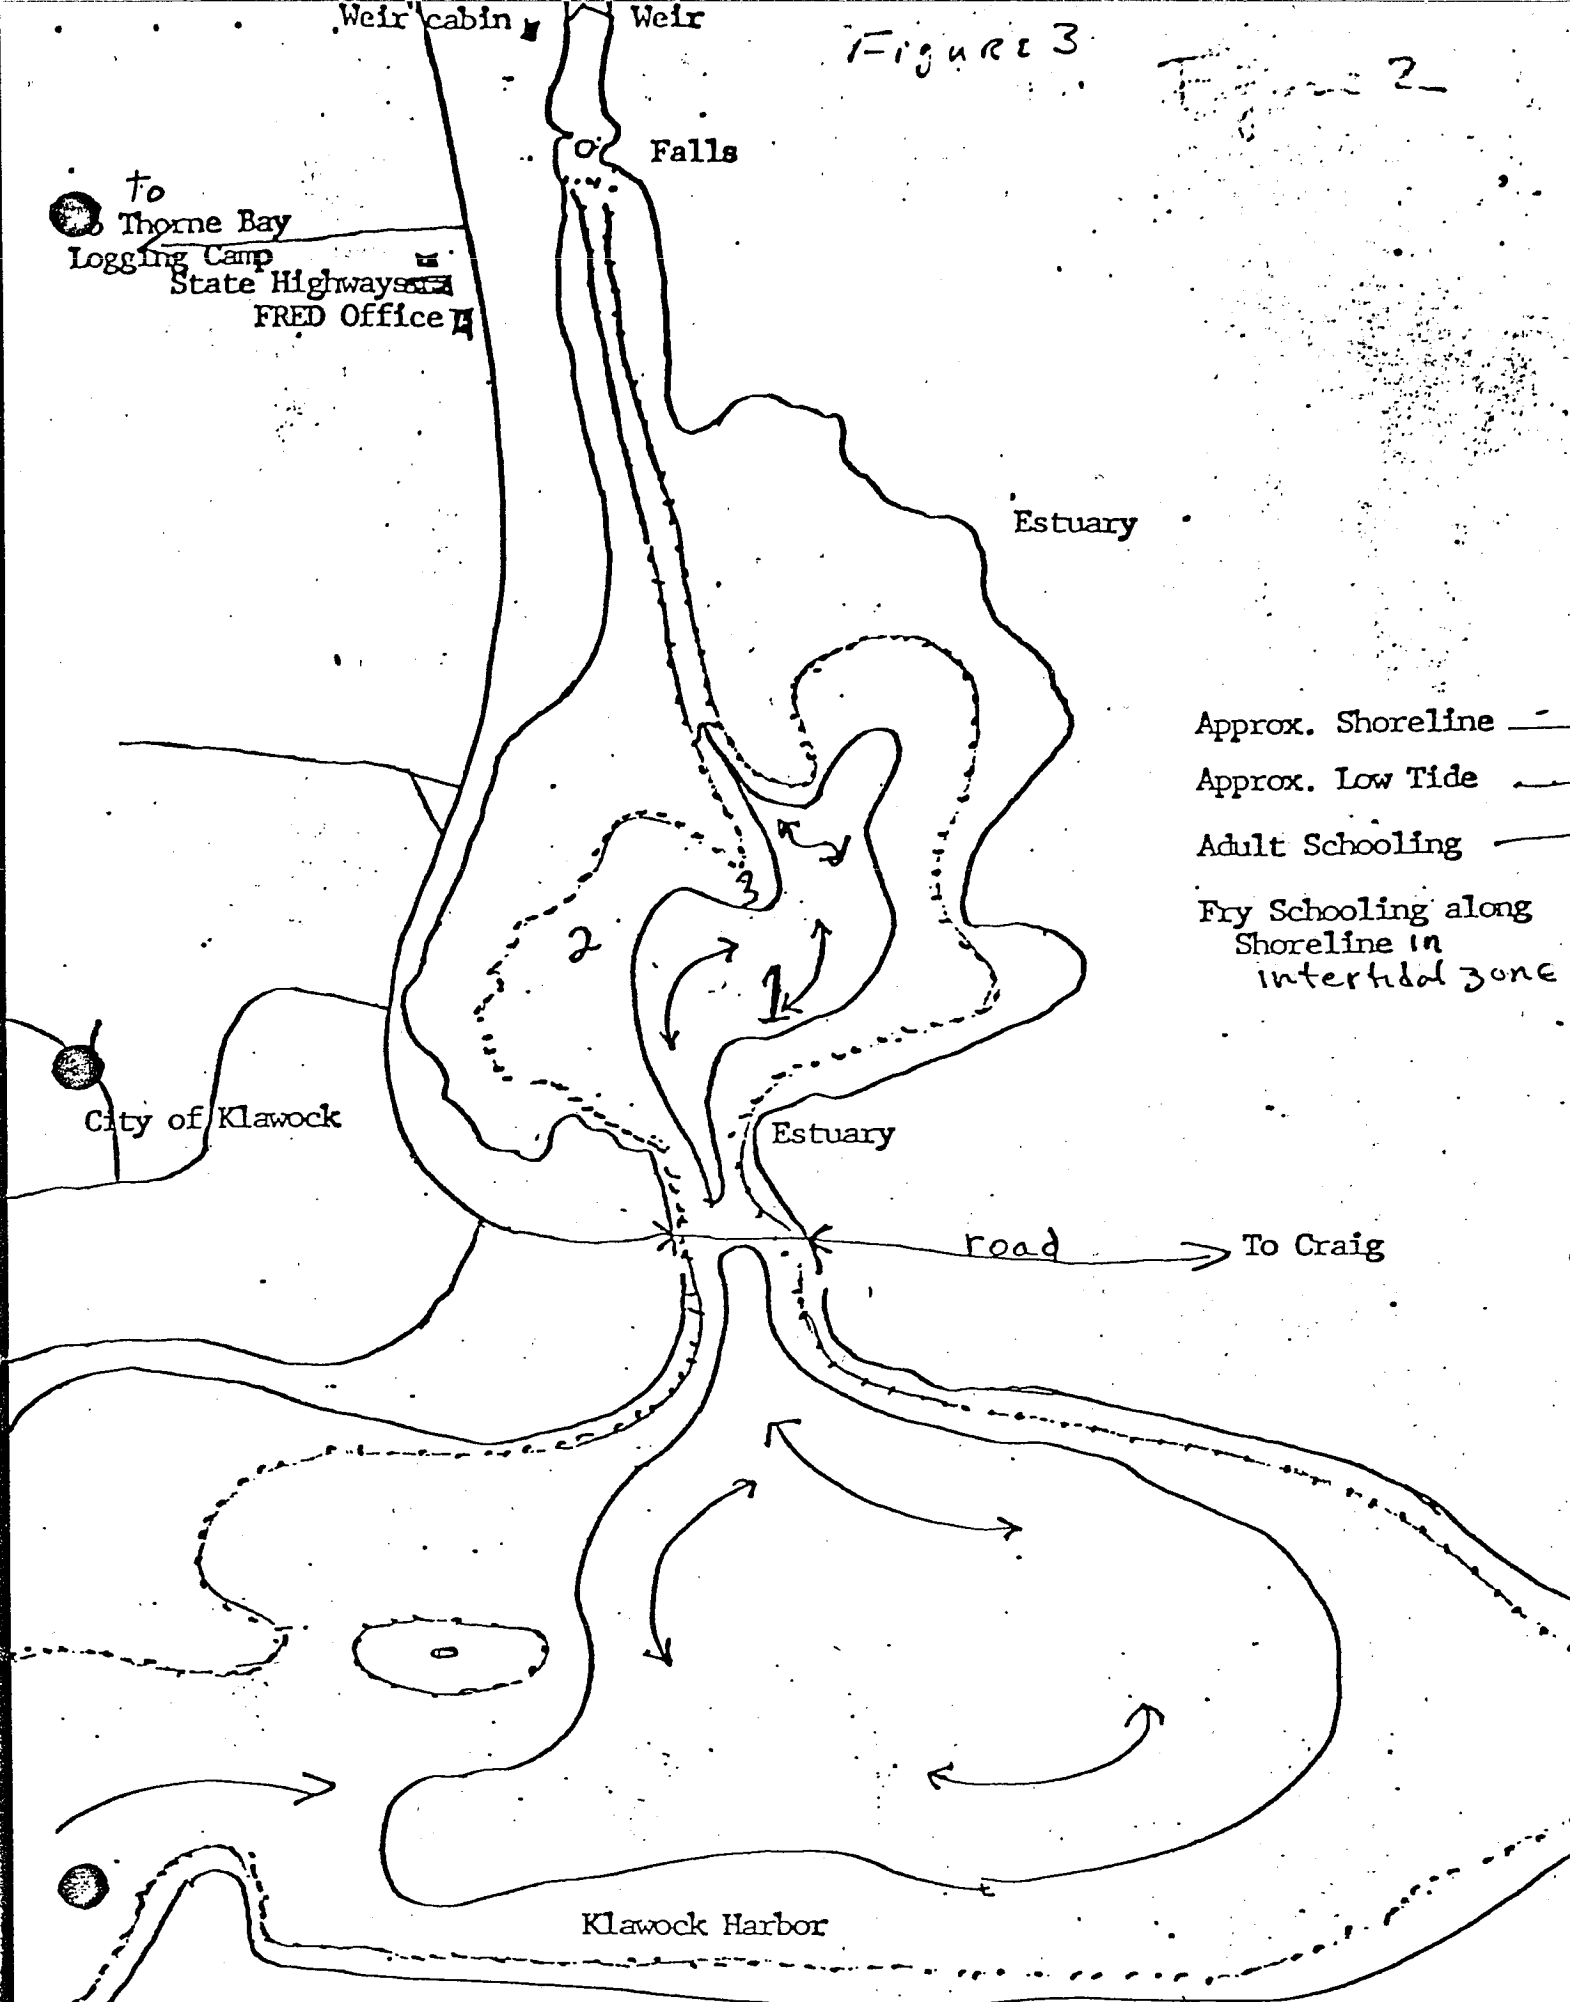 Weir cabin
Weir
Figure 3
Figure 2
Falls
to
Thorne Bay
Logging Camp
State Highways
FRED Office
Estuary
Approx. Shoreline
Approx. Low Tide
Adult Schooling
Fry Schooling along
Shoreline in
intertidal zone
3
2
1
City of Klawock
Estuary
road
To Craig
Klawock Harbor